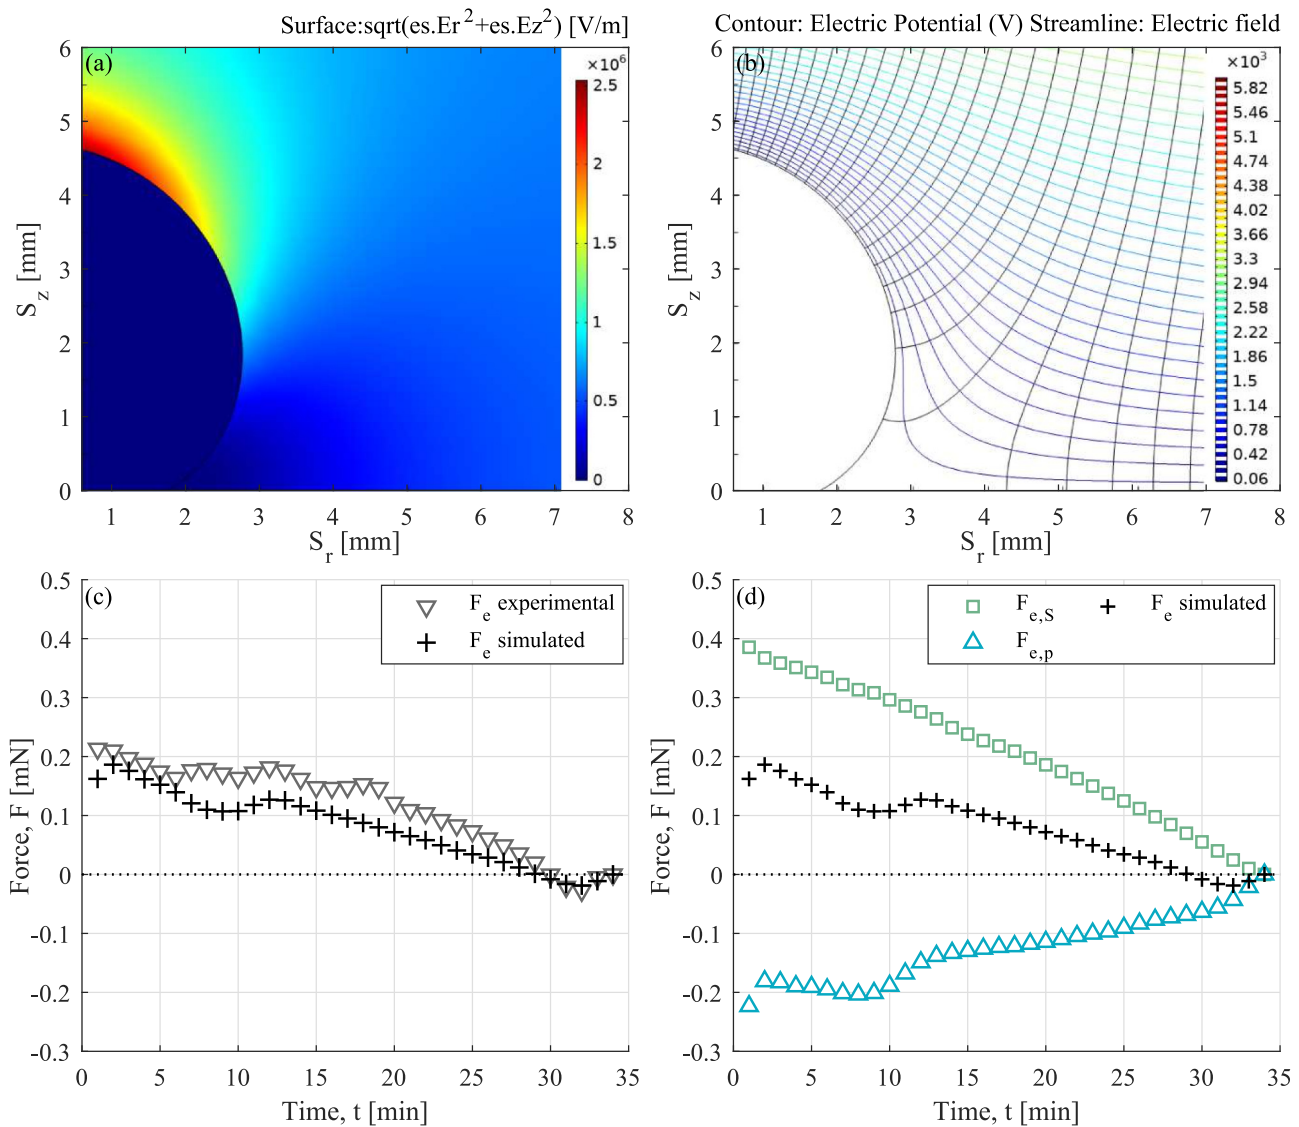 Surface:sqrt(es.Er²+es.Ez²) [V/m]
(a)
×10⁶
2.5
2
1.5
1
0.5
0
6
5
4
3
2
1
0
S_z [mm]
1 2 3 4 5 6 7 8
S_r [mm]
Contour: Electric Potential (V) Streamline: Electric field
(b)
×10³
5.82
5.46
5.1
4.74
4.38
4.02
3.66
3.3
2.94
2.58
2.22
1.86
1.5
1.14
0.78
0.42
0.06
6
5
4
3
2
1
0
S_z [mm]
1 2 3 4 5 6 7 8
S_r [mm]
(c)
F_e experimental
F_e simulated
0.5
0.4
0.3
0.2
0.1
0
-0.1
-0.2
-0.3
Force, F [mN]
0 5 10 15 20 25 30 35
Time, t [min]
(d)
F_e,S
F_e simulated
F_e,p
0.5
0.4
0.3
0.2
0.1
0
-0.1
-0.2
-0.3
Force, F [mN]
0 5 10 15 20 25 30 35
Time, t [min]